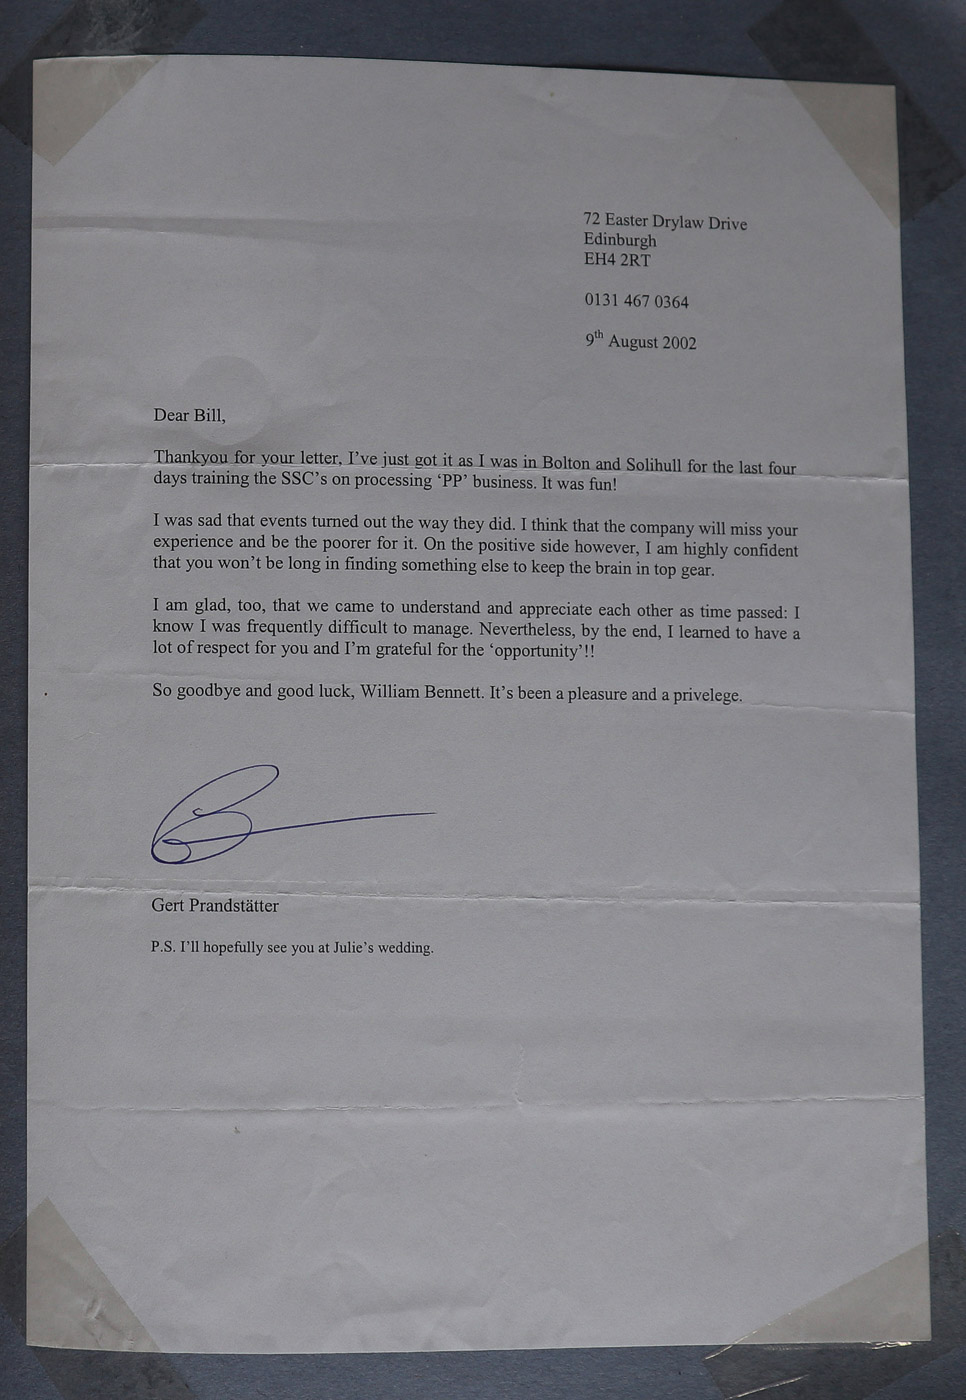 72 Easter Drylaw Drive
Edinburgh
EH4 2RT
0131 467 0364
9th August 2002
Dear Bill,
Thankyou for your letter, I've just got it as I was in Bolton and Solihull for the last four
days training the SSC's on processing ‘PP’ business. It was fun!
I was sad that events turned out the way they did. I think that the company will miss your
experience and be the poorer for it. On the positive side however, I am highly confident
that you won't be long in finding something else to keep the brain in top gear.
I am glad, too, that we came to understand and appreciate each other as time passed: I
know I was frequently difficult to manage. Nevertheless, by the end, I learned to have a
lot of respect for you and I'm grateful for the ‘opportunity’!!
So goodbye and good luck, William Bennett. It's been a pleasure and a privelege.
Gert Prandstätter
P.S. I'll hopefully see you at Julie's wedding.